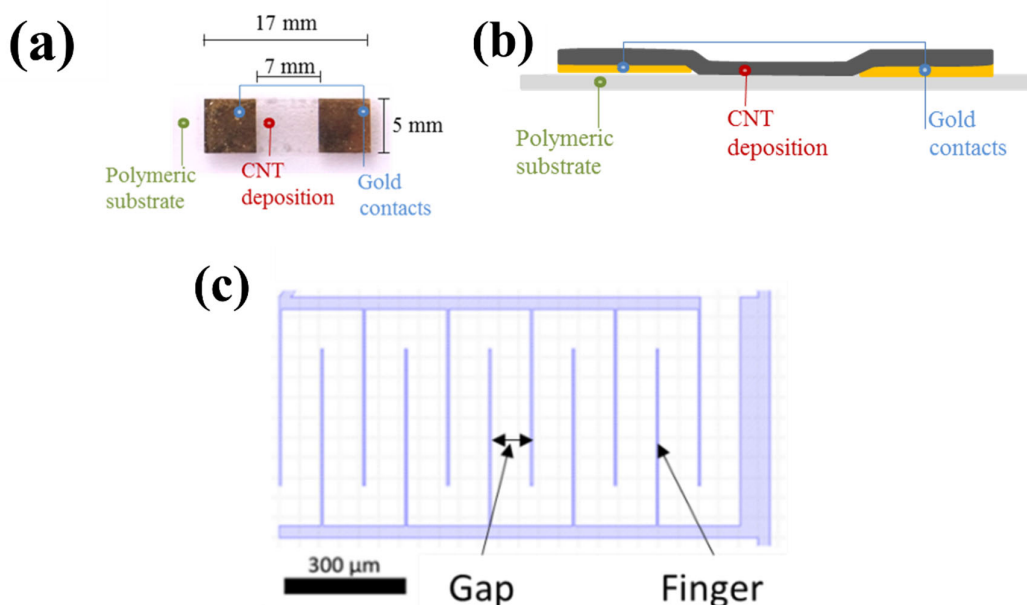 (a)
17 mm
7 mm
5 mm
Polymeric
substrate
CNT
deposition
Gold
contacts
(b)
Polymeric
substrate
CNT
deposition
Gold
contacts
(c)
300 µm
Gap
Finger